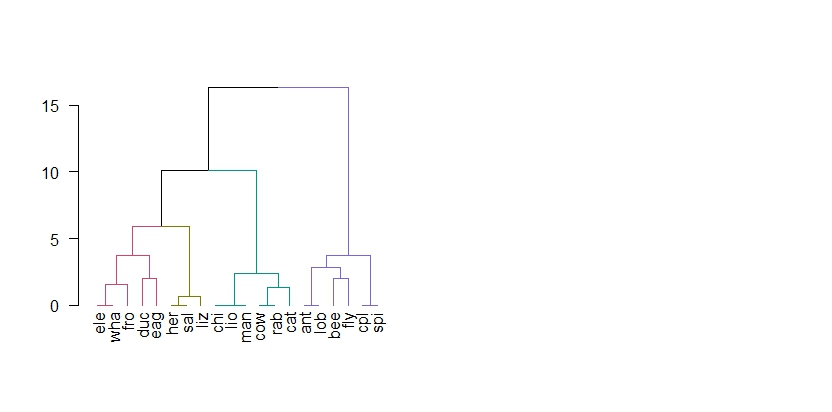 15
10
5
0
ele wha fro duc eag her sal liz chi lio man cow rab cat ant lob bee fly cpl spi